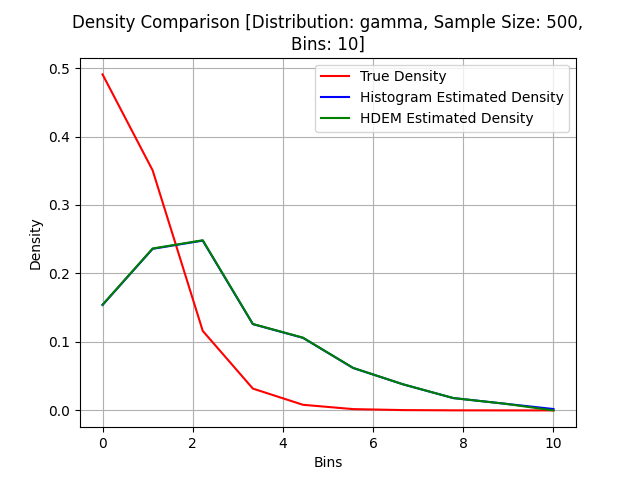 Density Comparison [Distribution: gamma, Sample Size: 500,
Bins: 10]
True Density
Histogram Estimated Density
HDEM Estimated Density
Density
0.5
0.4
0.3
0.2
0.1
0.0
0 2 4 6 8 10
Bins